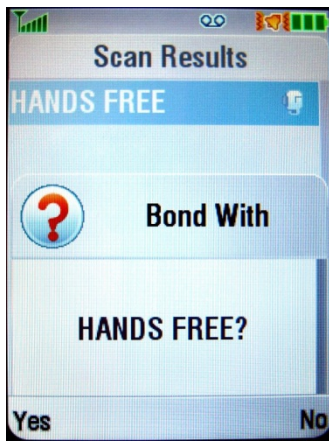 Scan Results
HANDS FREE
Bond With
HANDS FREE?
Yes No